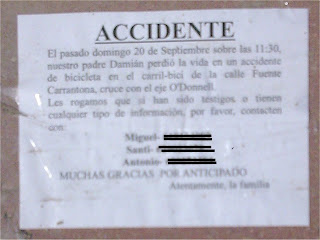 ACCIDENTE
El pasado domingo 20 de Septiembre sobre las 11:30,
nuestro padre Damián perdió la vida en un accidente
de bicicleta en el carril-bici de la calle Fuente
Carrantona, cruce con el eje O'Donnell.
Les rogamos que si han sido testigos o tienen
cualquier tipo de información, por favor, contacten
con:
Miguel-
Santi-
Antonio-
MUCHAS GRACIAS POR ANTICIPADO
Atentamente, la familia